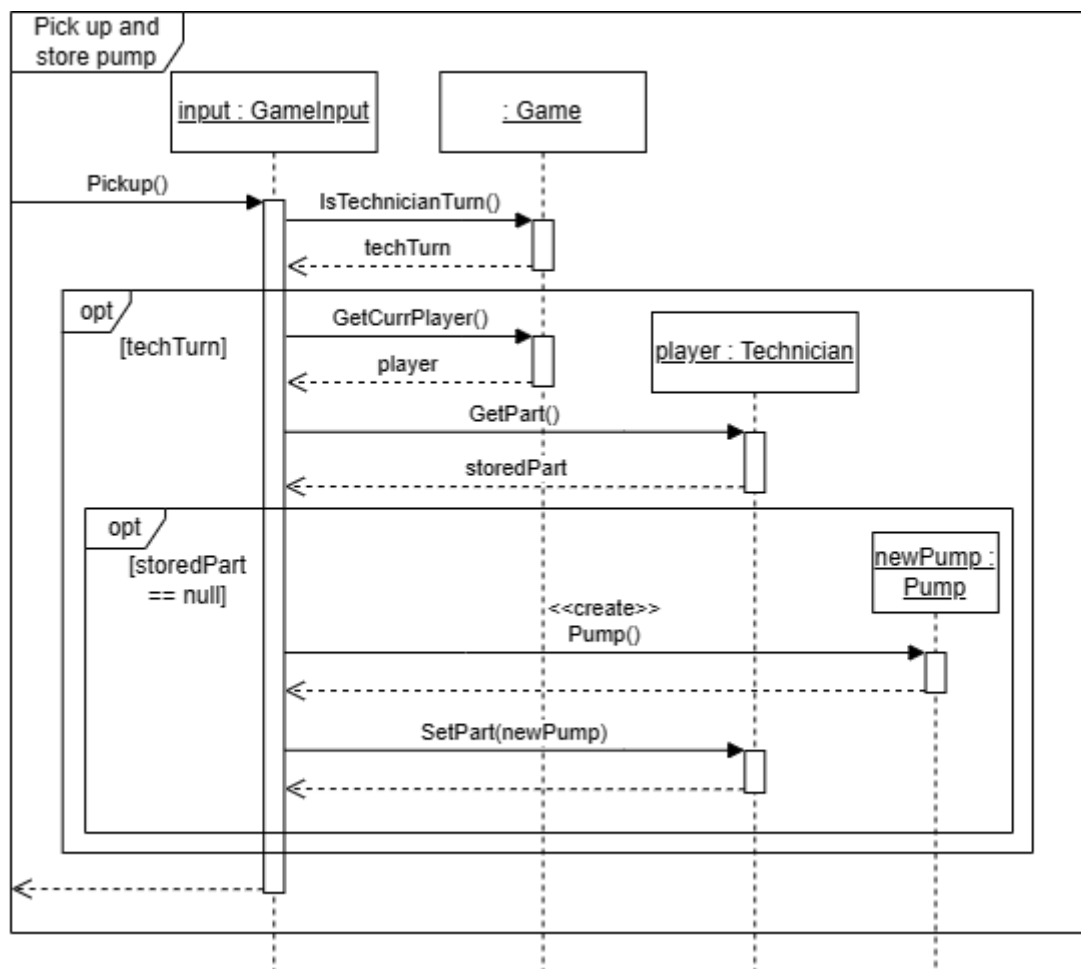 Pick up and
store pump
input : GameInput
: Game
Pickup()
IsTechnicianTurn()
techTurn
opt
[techTurn]
GetCurrPlayer()
player : Technician
player
GetPart()
storedPart
opt
[storedPart
== null]
newPump :
Pump
<<create>>
Pump()
SetPart(newPump)